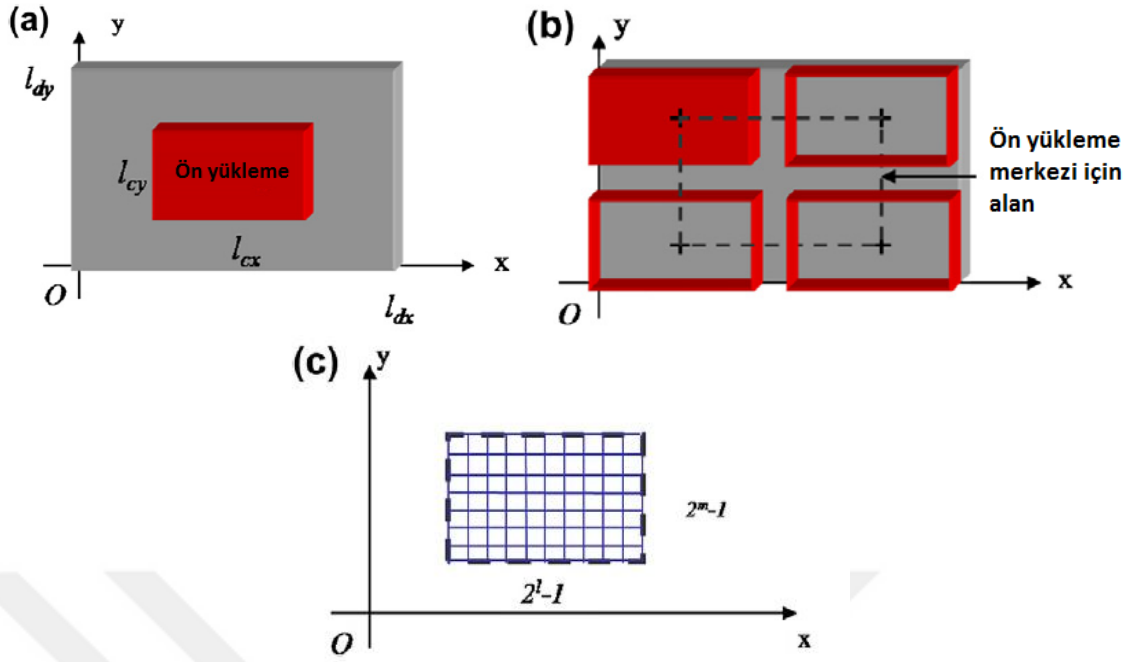 (a)
y
l_dy
Ön yükleme
l_cy
l_cx
x
O
l_dx
(b)
y
Ön yükleme
merkezi için
alan
x
O
(c)
y
2^m-1
2^l-1
O
x